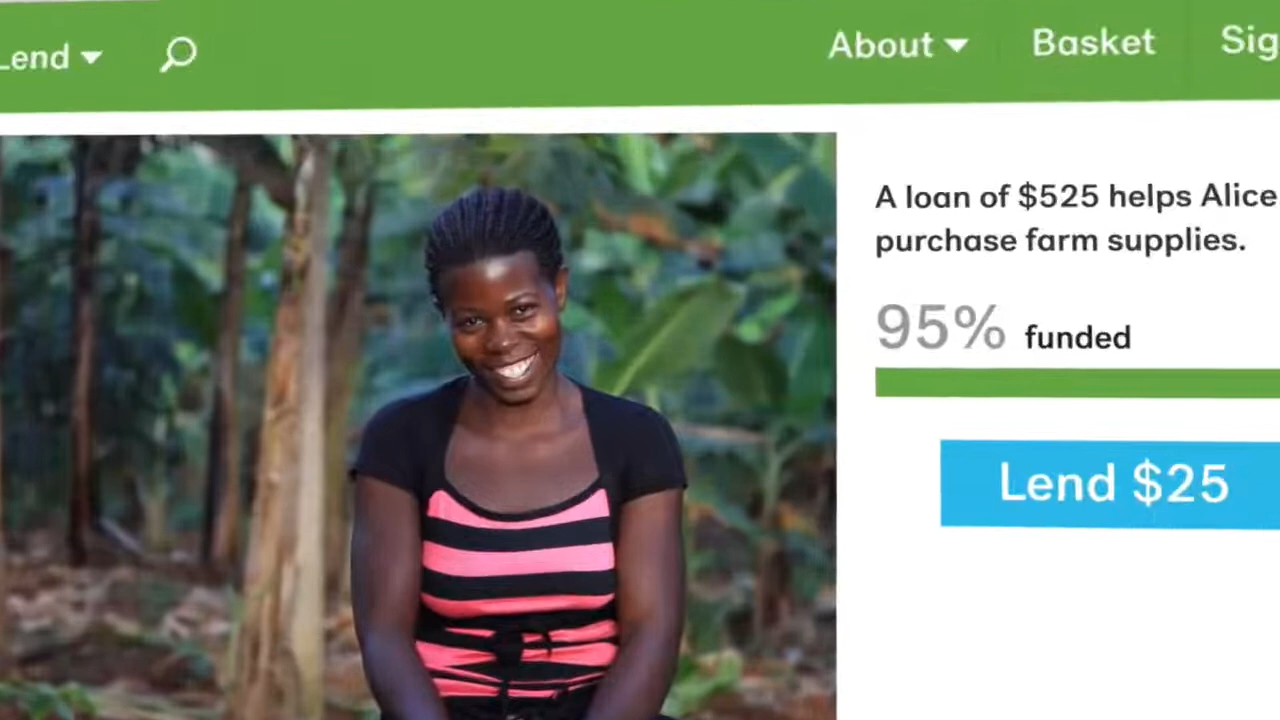 Lend
About
Basket
A loan of $525 helps Alice
purchase farm supplies.
95% funded
Lend $25